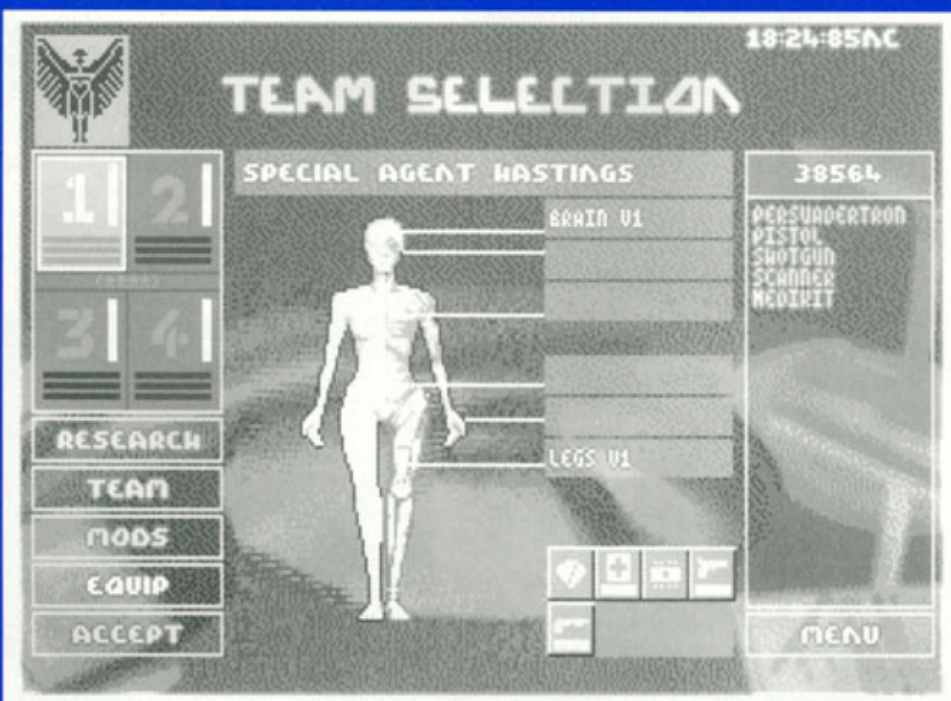 18:24:85NC
TEAM SELECTION
1 2
3 4
SPECIAL AGENT HASTINGS
BRAIN V1
LEGS V1
38564
PERSUADERTRON
PISTOL
SHOTGUN
SCANNER
MEDIKIT
RESEARCH
TEAM
MODS
EQUIP
ACCEPT
MENU